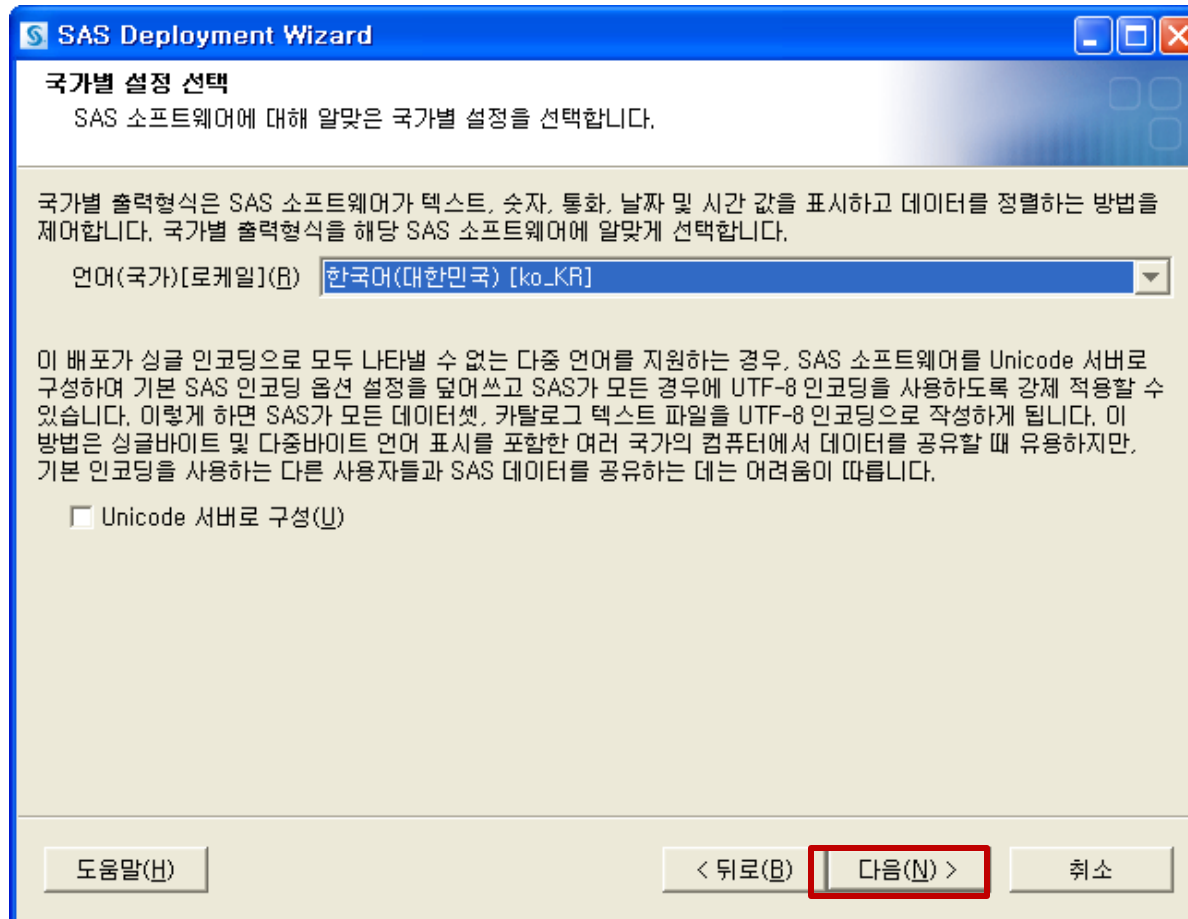 SAS Deployment Wizard
국가별 설정 선택
SAS 소프트웨어에 대해 알맞은 국가별 설정을 선택합니다.
국가별 출력형식은 SAS 소프트웨어가 텍스트, 숫자, 통화, 날짜 및 시간 값을 표시하고 데이터를 정렬하는 방법을
제어합니다. 국가별 출력형식을 해당 SAS 소프트웨어에 알맞게 선택합니다.
언어(국가)[로케일](R) 한국어(대한민국) [ko_KR]
이 배포가 싱글 인코딩으로 모두 나타낼 수 없는 다중 언어를 지원하는 경우, SAS 소프트웨어를 Unicode 서버로
구성하여 기본 SAS 인코딩 옵션 설정을 덮어쓰고 SAS가 모든 경우에 UTF-8 인코딩을 사용하도록 강제 적용할 수
있습니다. 이렇게 하면 SAS가 모든 데이터셋, 카탈로그 텍스트 파일을 UTF-8 인코딩으로 작성하게 됩니다. 이
방법은 싱글바이트 및 다중바이트 언어 표시를 포함한 여러 국가의 컴퓨터에서 데이터를 공유할 때 유용하지만,
기본 인코딩을 사용하는 다른 사용자들과 SAS 데이터를 공유하는 데는 어려움이 따릅니다.
Unicode 서버로 구성(U)
도움말(H) < 뒤로(B) 다음(N) > 취소